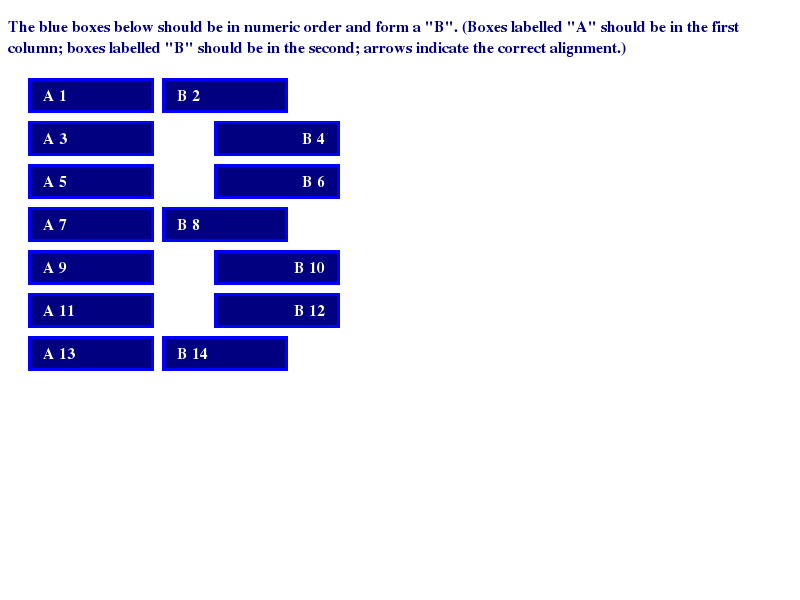 The blue boxes below should be in numeric order and form a "B". (Boxes labelled "A" should be in the first
column; boxes labelled "B" should be in the second; arrows indicate the correct alignment.)
A 1 B 2
A 3 B 4
A 5 B 6
A 7 B 8
A 9 B 10
A 11 B 12
A 13 B 14